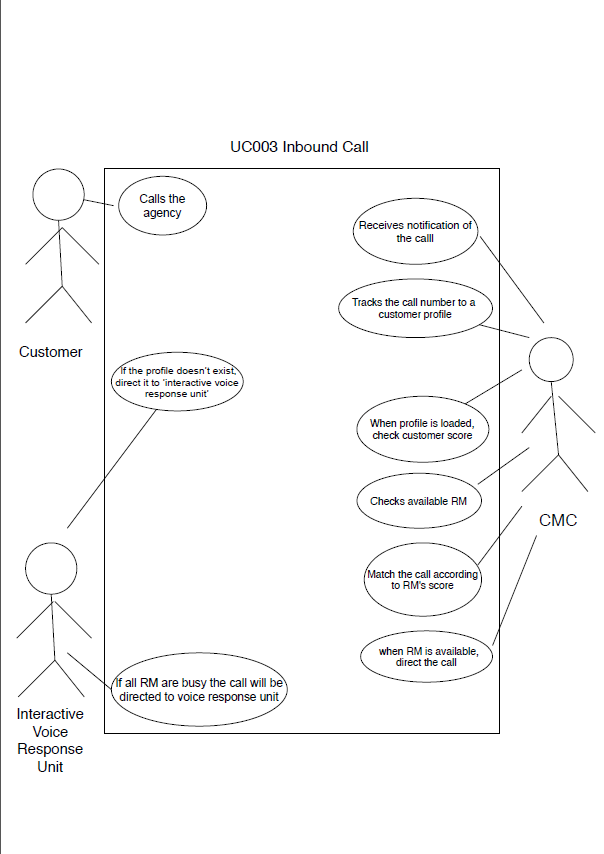 UC003 Inbound Call
Calls the
agency
Receives notification of
the calll
Tracks the call number to a
customer profile
Customer
If the profile doesn't exist,
direct it to 'interactive voice
response unit'
When profile is loaded,
check customer score
Checks available RM
CMC
Match the call according
to RM's score
when RM is available,
direct the call
If all RM are busy the call will be
directed to voice response unit
Interactive
Voice
Response
Unit